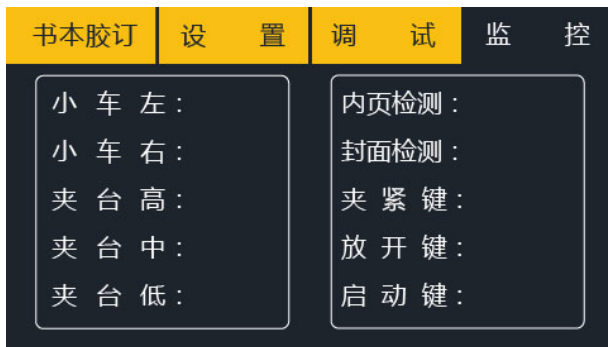 书本胶订 设 置 调 试 监 控
小 车 左：
小 车 右：
夹 台 高：
夹 台 中：
夹 台 低：
内页检测：
封面检测：
夹 紧 键：
放 开 键：
启 动 键：